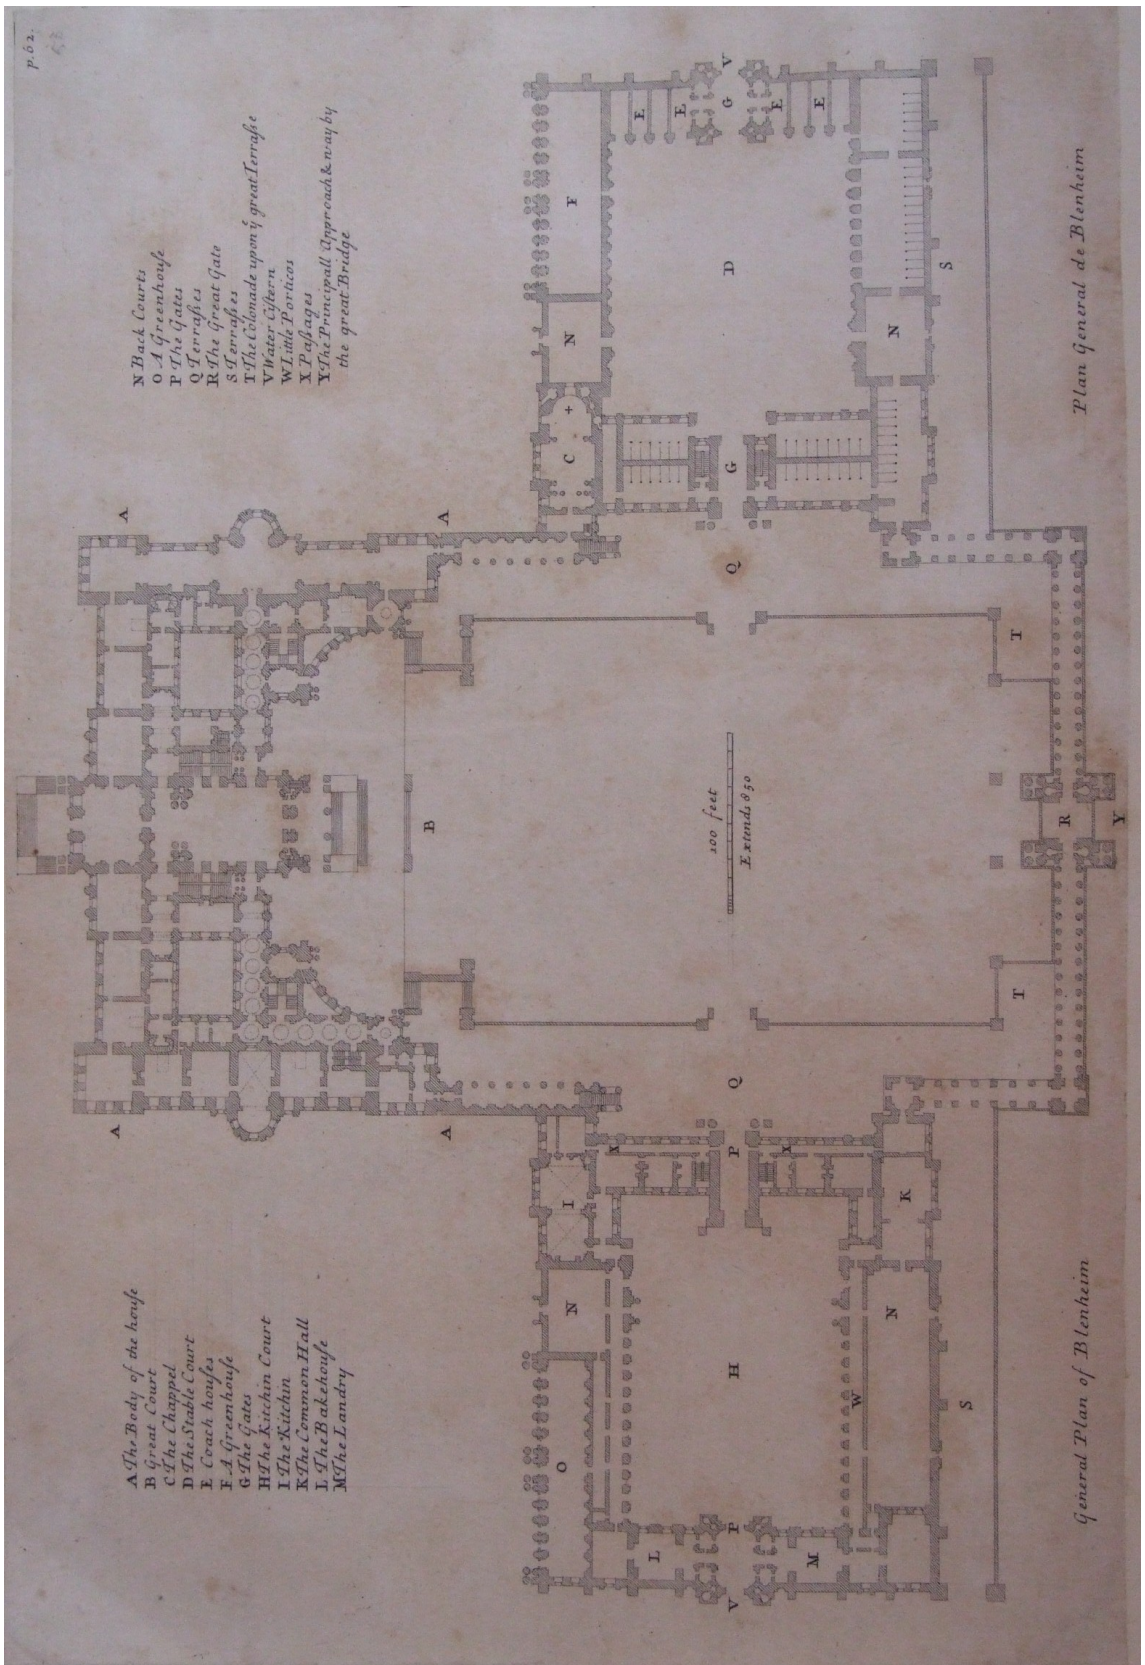 p. 62.
A The Body of the houſe
B Great Court
C The Chappel
D The Stable Court
E Coach houſes
F A Greenhouſe
G The Gates
H The Kitchin Court
I The Kitchin
K The Common Hall
L The Bakehouſe
M The Landry
N Back Courts
O A Greenhouſe
P The Gates
Q Terraſſes
R The Great Gate
S Terraſſes
T The Colonade upon ẏ great Terraſſe
V Water Ciſtern
W Little Porticos
X Paſſages
Y The Principall Approach & way by
the great Bridge
A
A
A
A
I
C
+
N
N
O
F
B
L
X
E
E
V
P
H
P
Q
100 feet
Extends 850
Q
G
D
G
V
M
X
E
E
W
K
N
N
S
S
T
T
R
Y
General Plan of Blenheim
Plan General de Blenheim